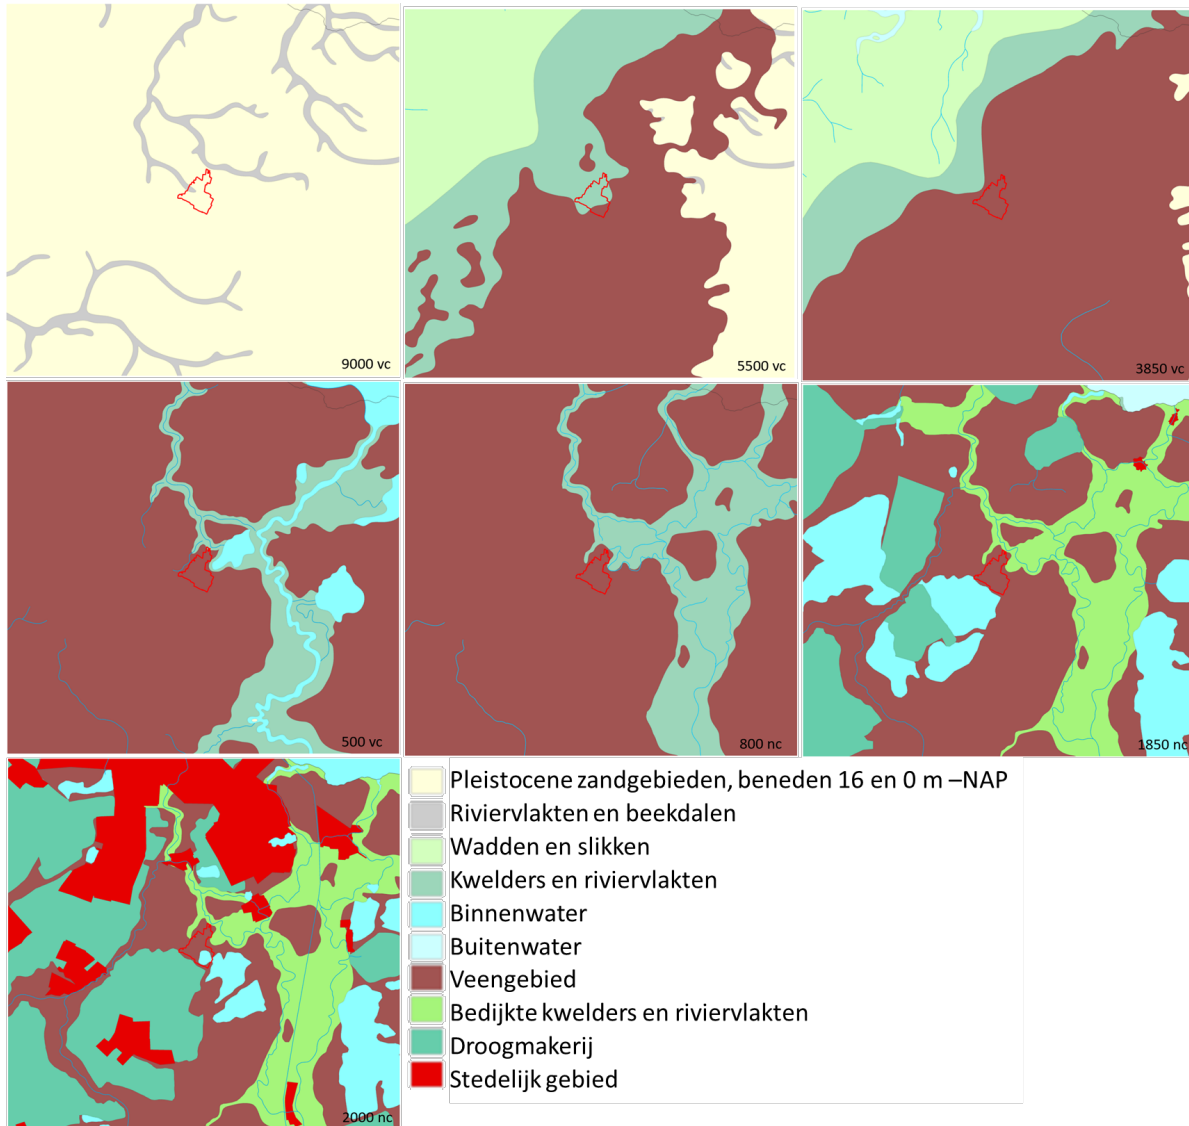 9000 vc
5500 vc
3850 vc
500 vc
800 nc
1850 nc
2000 nc
Pleistocene zandgebieden, beneden 16 en 0 m –NAP
Riviervlakten en beekdalen
Wadden en slikken
Kwelders en riviervlakten
Binnenwater
Buitenwater
Veengebied
Bedijkte kwelders en riviervlakten
Droogmakerij
Stedelijk gebied